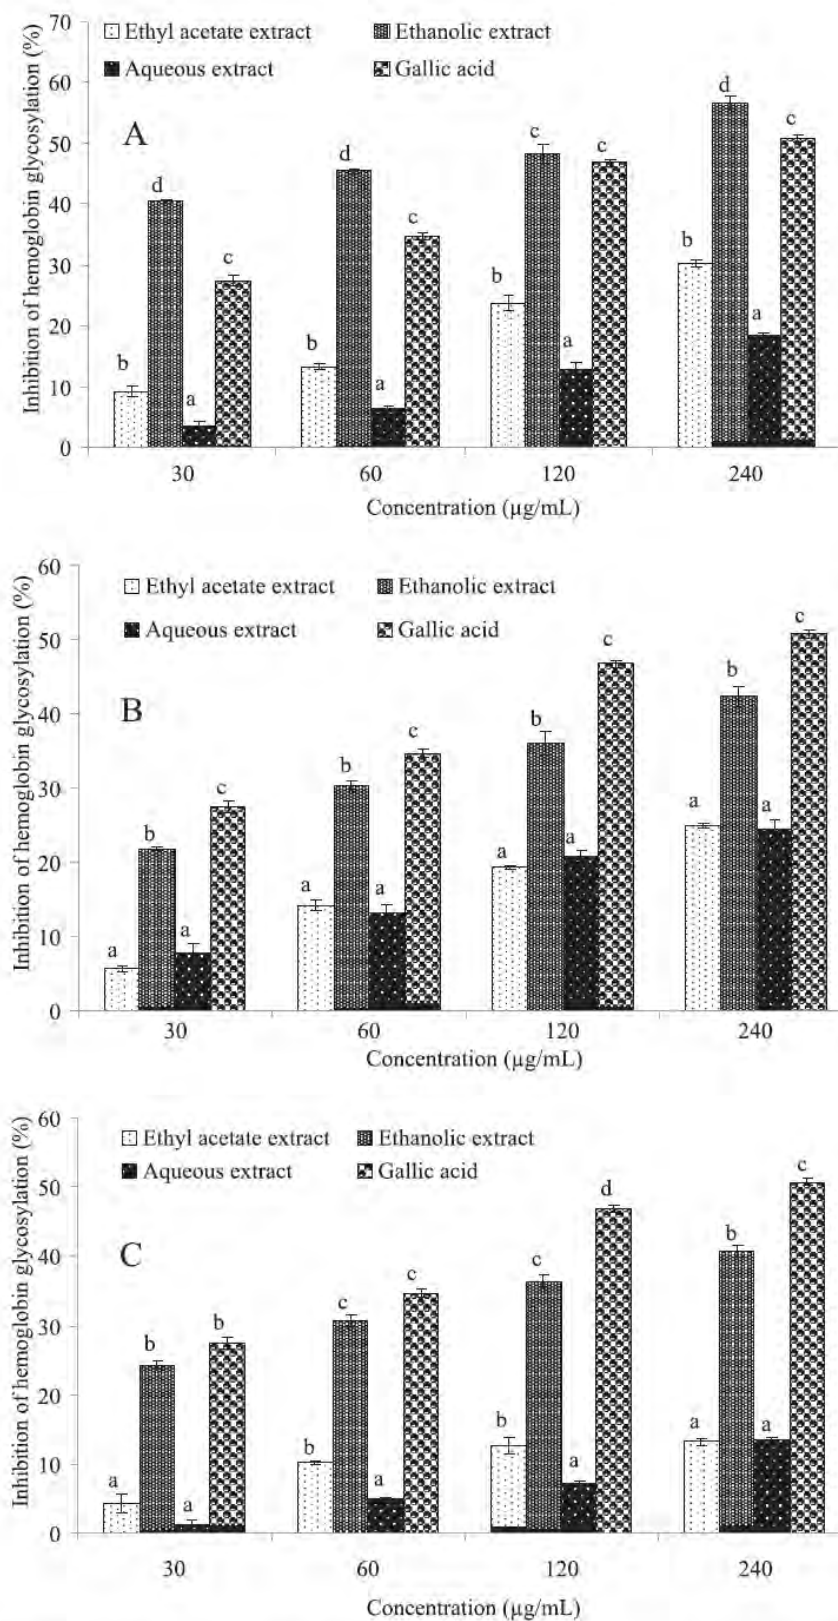 Inhibition of hemoglobin glycosylation (%)
70
60
50
40
30
20
10
0
Ethyl acetate extract Ethanolic extract
Aqueous extract Gallic acid
A
b d a c
b d a c
b c a c
b d a c
30 60 120 240
Concentration (µg/mL)
Inhibition of hemoglobin glycosylation (%)
60
50
40
30
20
10
0
Ethyl acetate extract Ethanolic extract
Aqueous extract Gallic acid
B
a b a c
a b a c
a b a c
a b a c
30 60 120 240
Concentration (µg/mL)
Inhibition of hemoglobin glycosylation (%)
60
50
40
30
20
10
0
Ethyl acetate extract Ethanolic extract
Aqueous extract Gallic acid
C
a b a b
b c a c
b c a d
a b a c
30 60 120 240
Concentration (µg/mL)